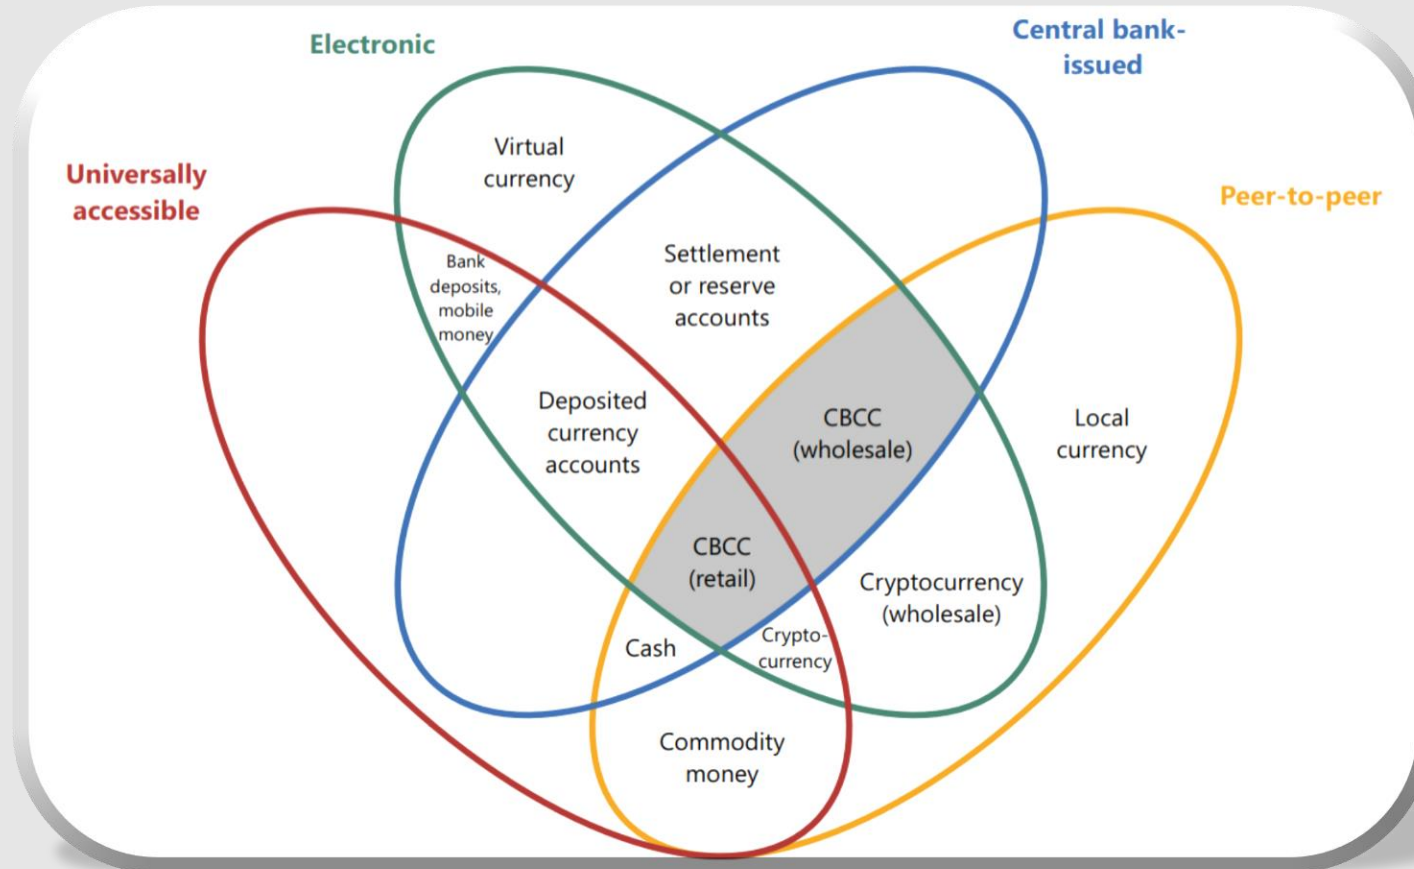 Electronic
Central bank-
issued
Universally
accessible
Peer-to-peer
Virtual
currency
Bank
deposits,
mobile
money
Settlement
or reserve
accounts
Deposited
currency
accounts
CBCC
(wholesale)
Local
currency
CBCC
(retail)
Cryptocurrency
(wholesale)
Cash
Crypto-
currency
Commodity
money